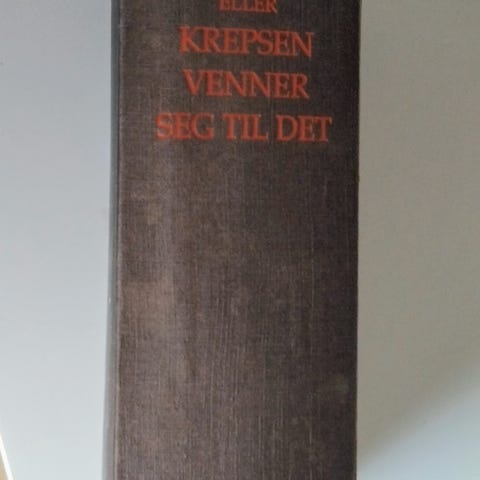 ELLER
KREPSEN
VENNER
SEG TIL DET